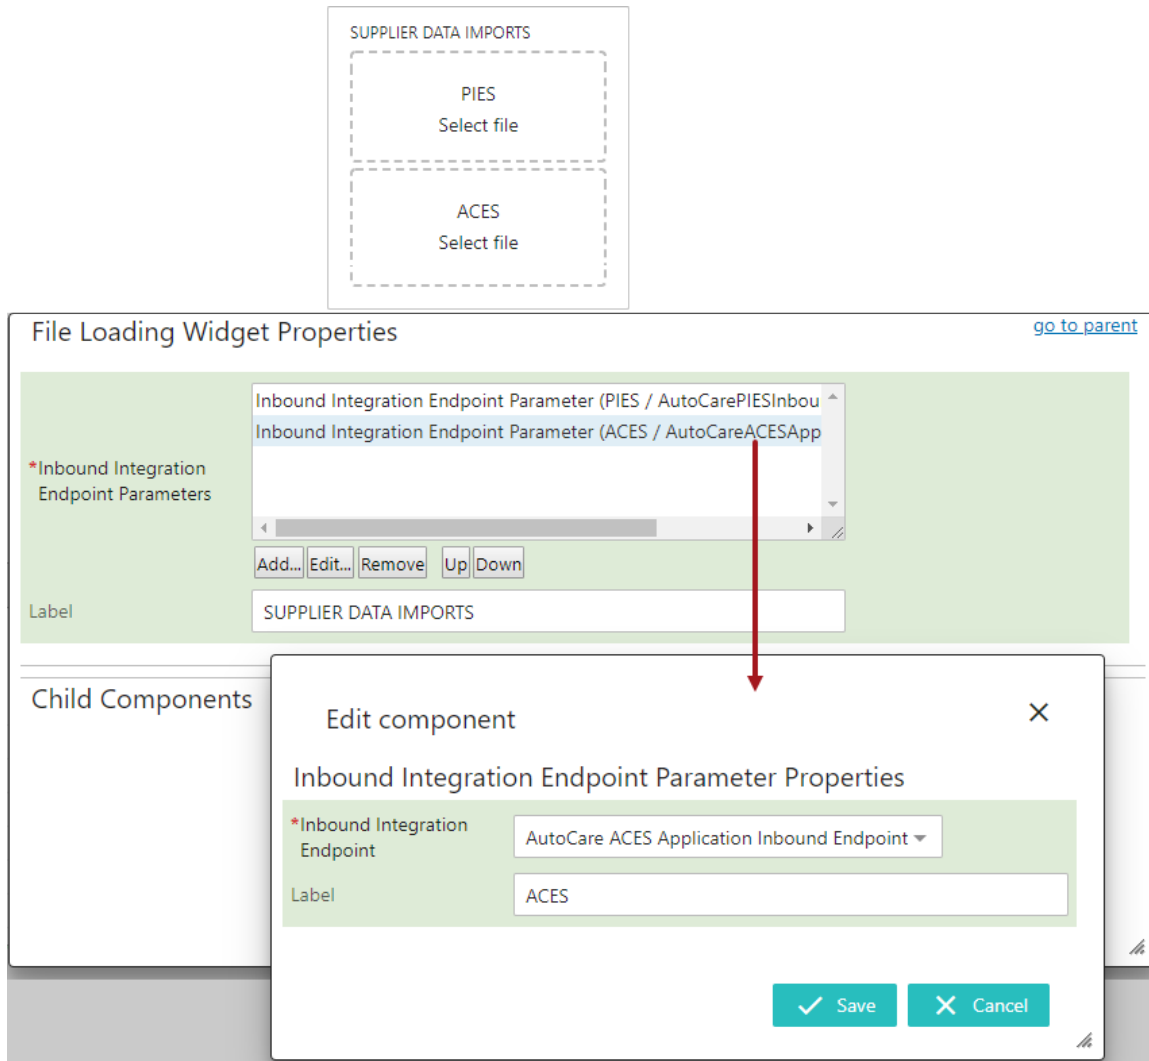 SUPPLIER DATA IMPORTS
PIES
Select file
ACES
Select file
File Loading Widget Properties
go to parent
*Inbound Integration
Endpoint Parameters
Inbound Integration Endpoint Parameter (PIES / AutoCarePIESInbou
Inbound Integration Endpoint Parameter (ACES / AutoCareACESApp
Add... Edit... Remove Up Down
Label
SUPPLIER DATA IMPORTS
Child Components
Edit component
Inbound Integration Endpoint Parameter Properties
*Inbound Integration
Endpoint
AutoCare ACES Application Inbound Endpoint
Label
ACES
Save
Cancel